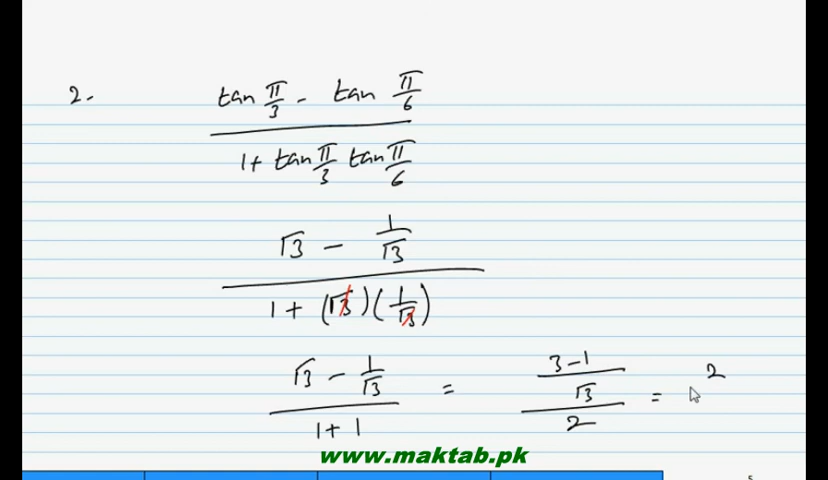 2. tan π/3 - tan π/6
1 + tan π/3 tan π/6
√3 - 1/√3
1 + (√3)(1/√3)
√3 - 1/√3 = 3-1/√3 = 2
1 + 1 2
www.maktab.pk
5